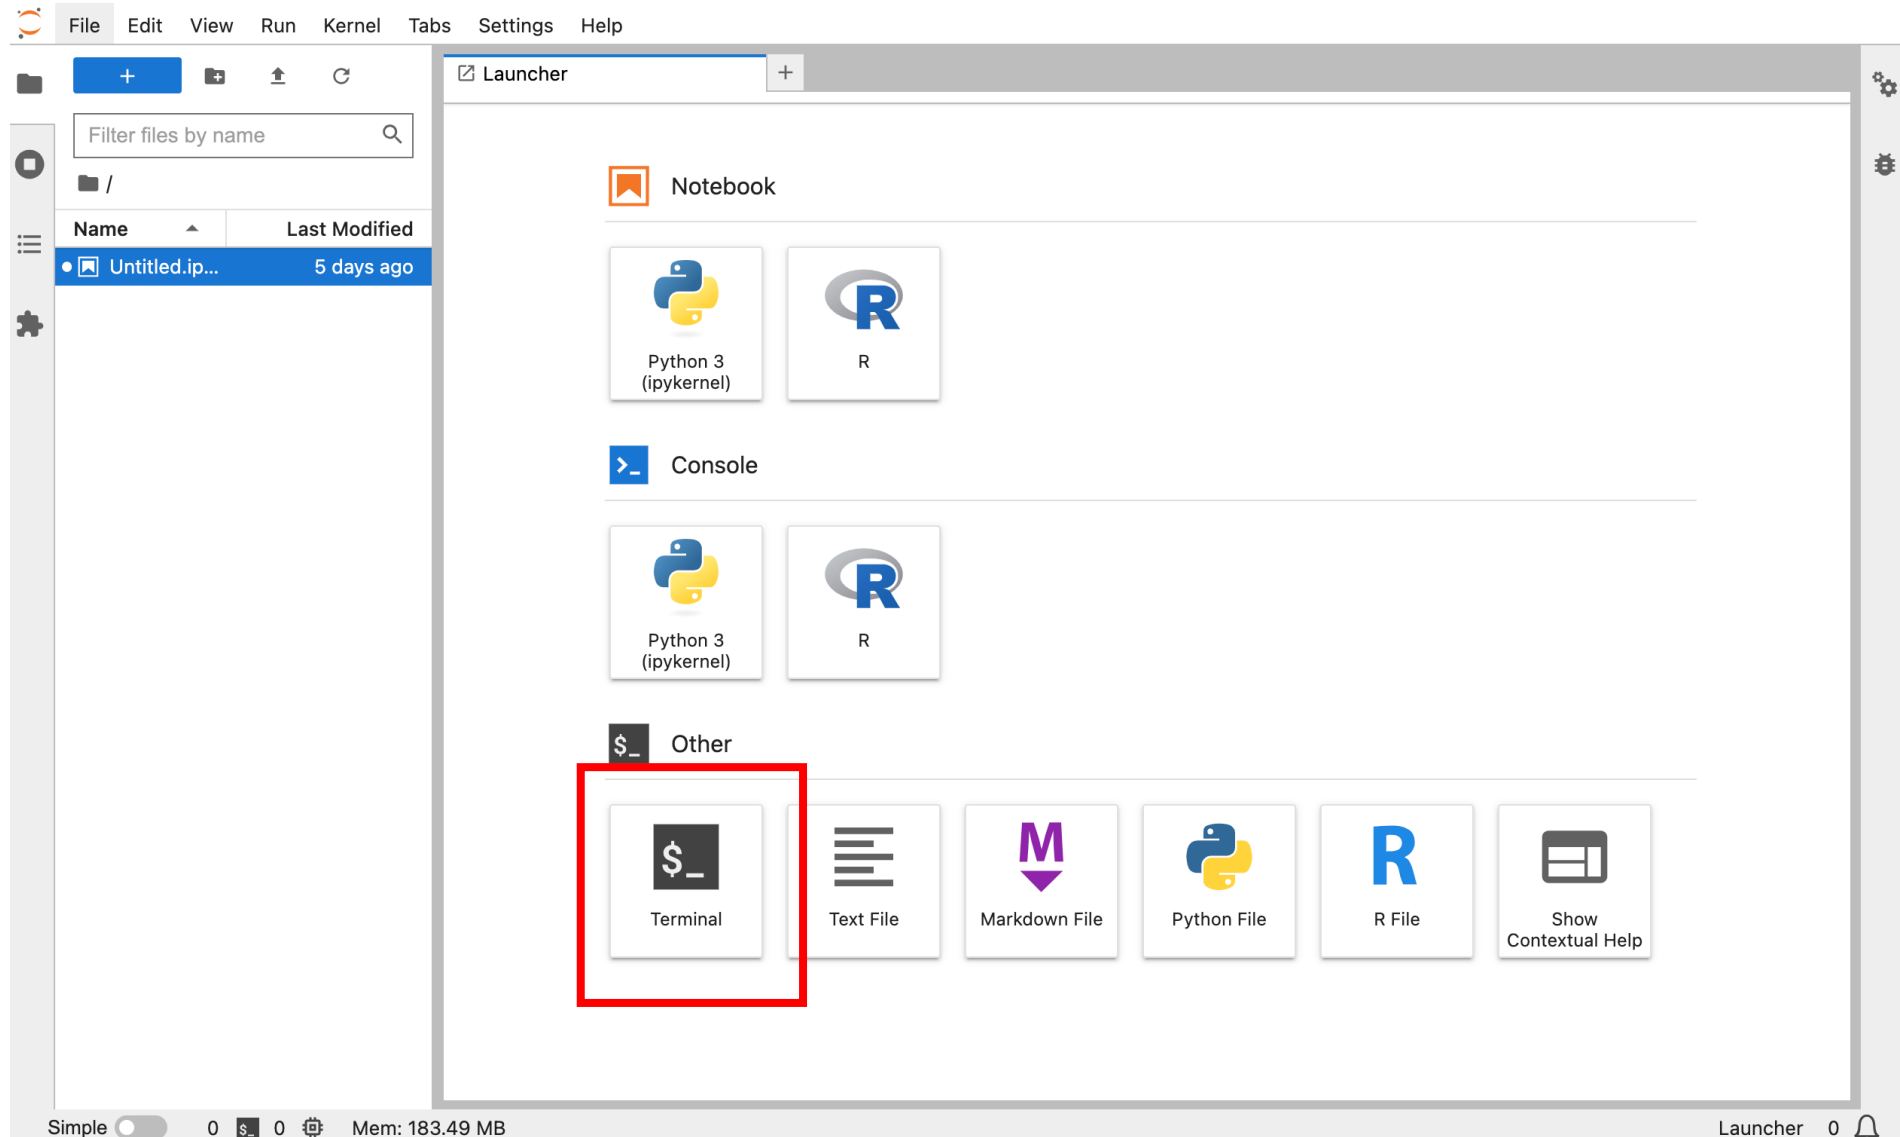 File Edit View Run Kernel Tabs Settings Help
+
Launcher
+
Filter files by name
/
Name Last Modified
Untitled.ip... 5 days ago
Notebook
Python 3
(ipykernel)
R
R
Console
Python 3
(ipykernel)
R
R
$_ Other
$_
Terminal
Text File
M
Markdown File
Python File
R
R File
Show
Contextual Help
Simple 0 $_ 0 Mem: 183.49 MB Launcher 0